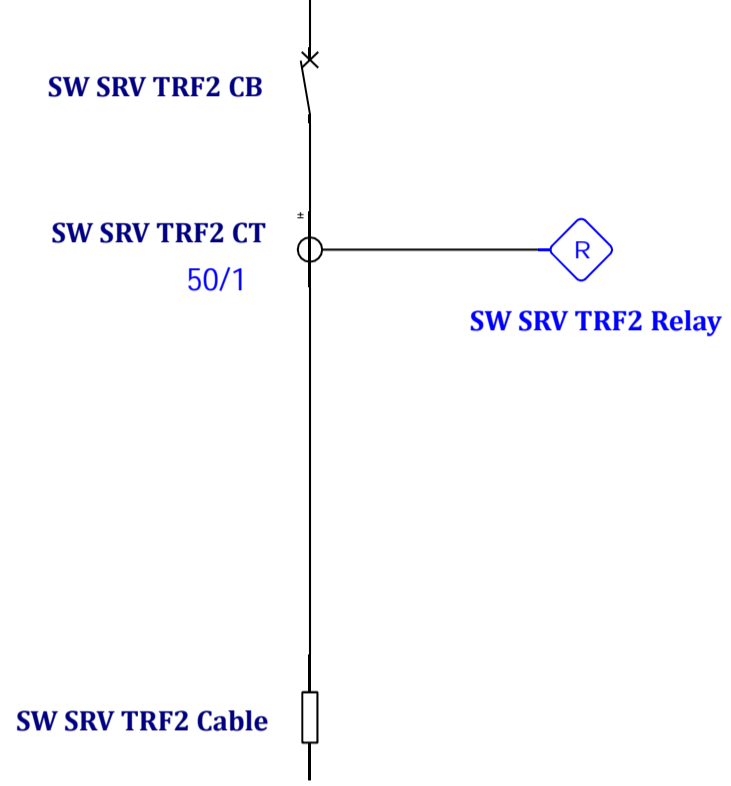 SW SRV TRF2 CB
±
SW SRV TRF2 CT
50/1
R
SW SRV TRF2 Relay
SW SRV TRF2 Cable